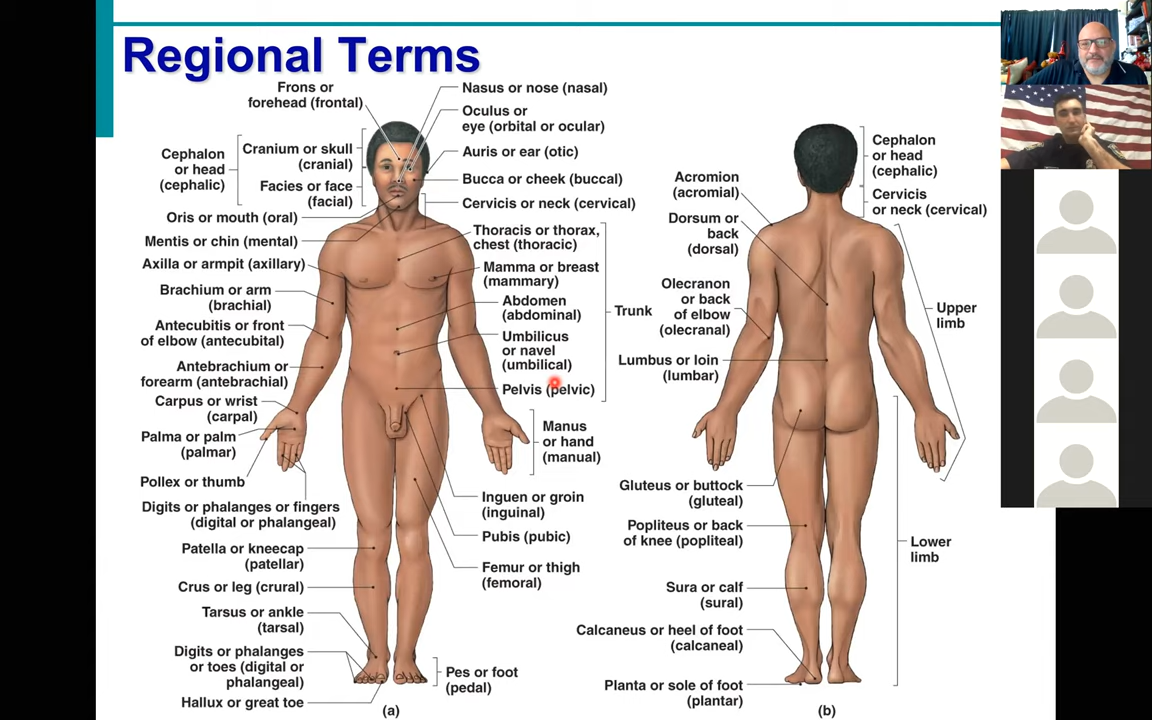 Regional Terms
Frons or
forehead (frontal)
Cephalon
or head
(cephalic)
Cranium or skull
(cranial)
Facies or face
(facial)
Oris or mouth (oral)
Mentis or chin (mental)
Axilla or armpit (axillary)
Brachium or arm
(brachial)
Antecubitis or front
of elbow (antecubital)
Antebrachium or
forearm (antebrachial)
Carpus or wrist
(carpal)
Palma or palm
(palmar)
Pollex or thumb
Digits or phalanges or fingers
(digital or phalangeal)
Patella or kneecap
(patellar)
Crus or leg (crural)
Tarsus or ankle
(tarsal)
Digits or phalanges
or toes (digital or
phalangeal)
Hallux or great toe
(a)
Nasus or nose (nasal)
Oculus or
eye (orbital or ocular)
Auris or ear (otic)
Bucca or cheek (buccal)
Cervicis or neck (cervical)
Thoracis or thorax,
chest (thoracic)
Mamma or breast
(mammary)
Abdomen
(abdominal)
Umbilicus
or navel
(umbilical)
Pelvis (pelvic)
Trunk
Manus
or hand
(manual)
Inguen or groin
(inguinal)
Pubis (pubic)
Femur or thigh
(femoral)
Pes or foot
(pedal)
Acromion
(acromial)
Dorsum or
back
(dorsal)
Olecranon
or back
of elbow
(olecranal)
Lumbus or loin
(lumbar)
Gluteus or buttock
(gluteal)
Popliteus or back
of knee (popliteal)
Sura or calf
(sural)
Calcaneus or heel of foot
(calcaneal)
Planta or sole of foot
(plantar)
(b)
Cephalon
or head
(cephalic)
Cervicis
or neck (cervical)
Upper
limb
Lower
limb